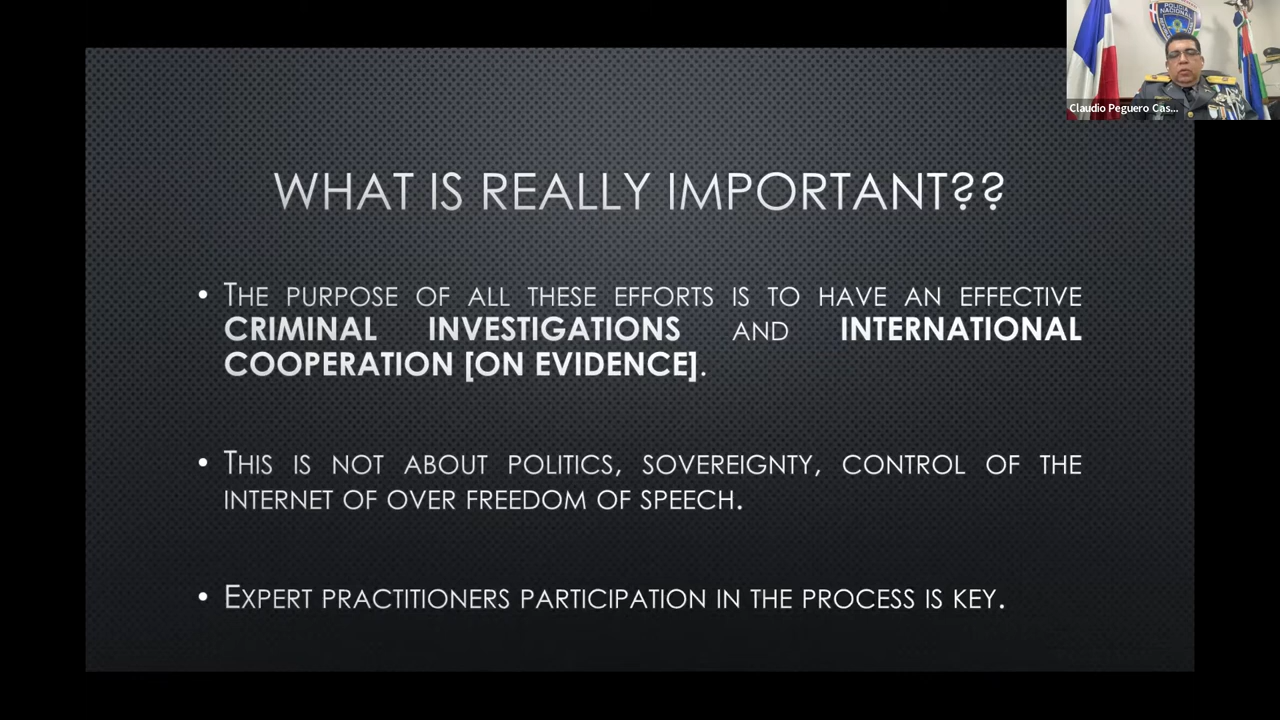 POLICIA
NACIONAL
Claudio Peguero Cas...
WHAT IS REALLY IMPORTANT??
• THE PURPOSE OF ALL THESE EFFORTS IS TO HAVE AN EFFECTIVE
CRIMINAL INVESTIGATIONS AND INTERNATIONAL
COOPERATION [ON EVIDENCE].
• THIS IS NOT ABOUT POLITICS, SOVEREIGNTY, CONTROL OF THE
INTERNET OF OVER FREEDOM OF SPEECH.
• EXPERT PRACTITIONERS PARTICIPATION IN THE PROCESS IS KEY.